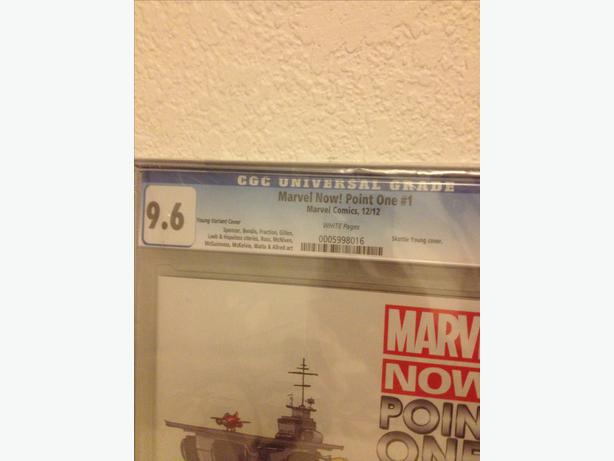 CGC UNIVERSAL GRADE
9.6
Marvel Now! Point One #1
Marvel Comics, 12/12
Young Variant Cover
WHITE Pages
Spencer, Bendis, Fraction, Gillen,
Loeb & Hopeless stories, Ross, McNiven,
McGuinness, McKelvie, Matta & Allred art
0005998016
Skottie Young cover.
MARV
NOW
POIN
ONE